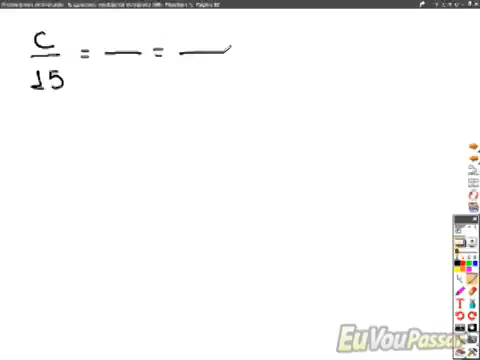 C
— = — = —
15
EuVouPassar